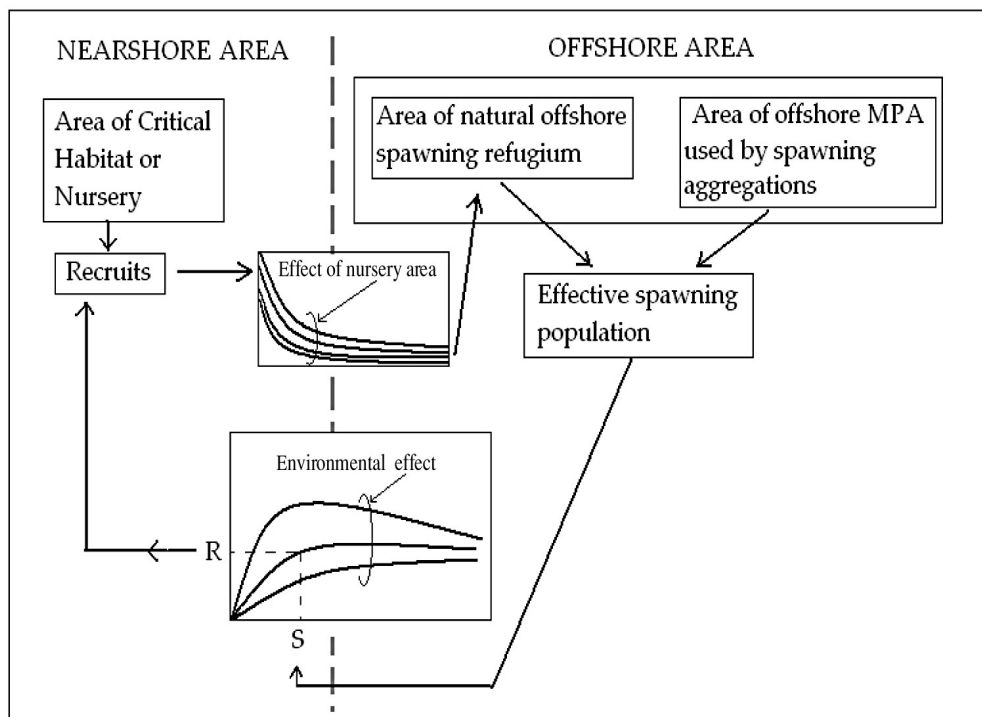 NEARSHORE AREA
OFFSHORE AREA
Area of Critical
Habitat or
Nursery
Area of natural offshore
spawning refugium
Area of offshore MPA
used by spawning
aggregations
Recruits
Effect of nursery area
Effective spawning
population
Environmental effect
R
S